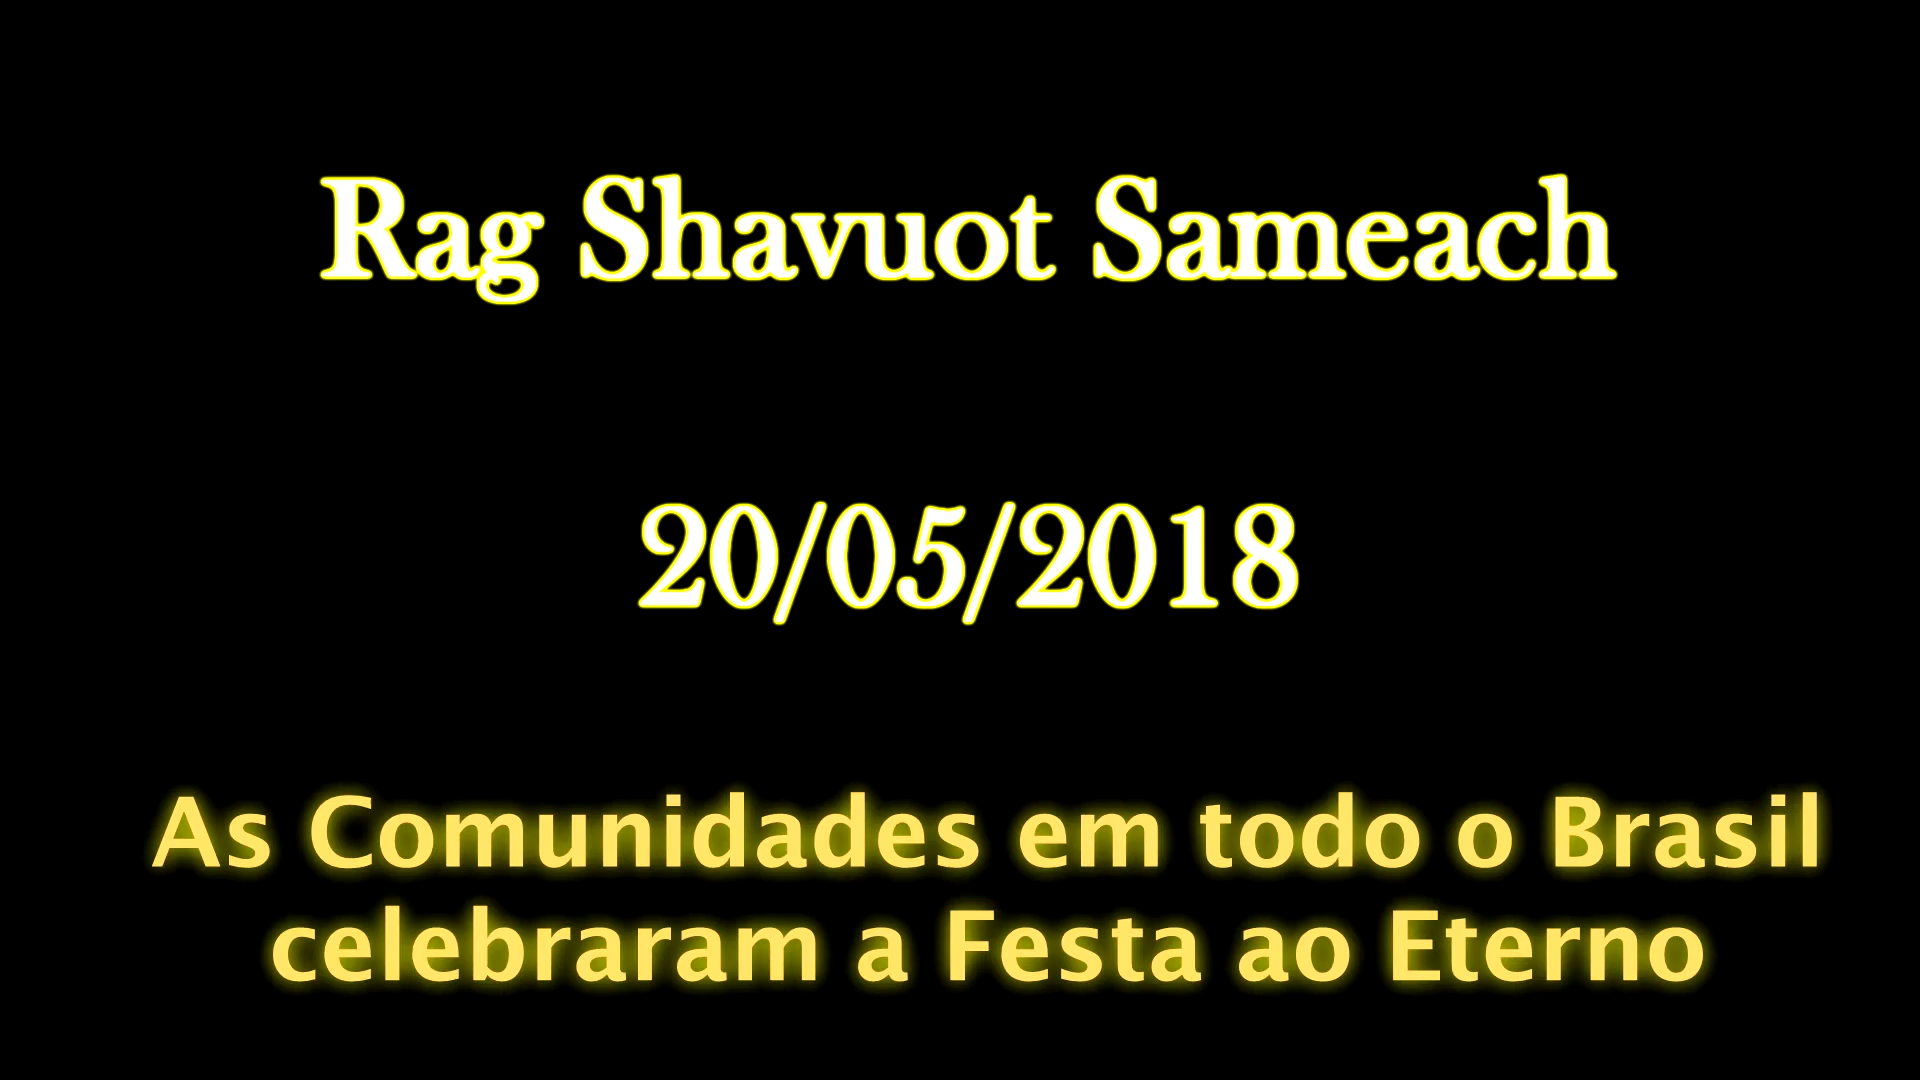 Rag Shavuot Sameach
20/05/2018
As Comunidades em todo o Brasil
celebraram a Festa ao Eterno